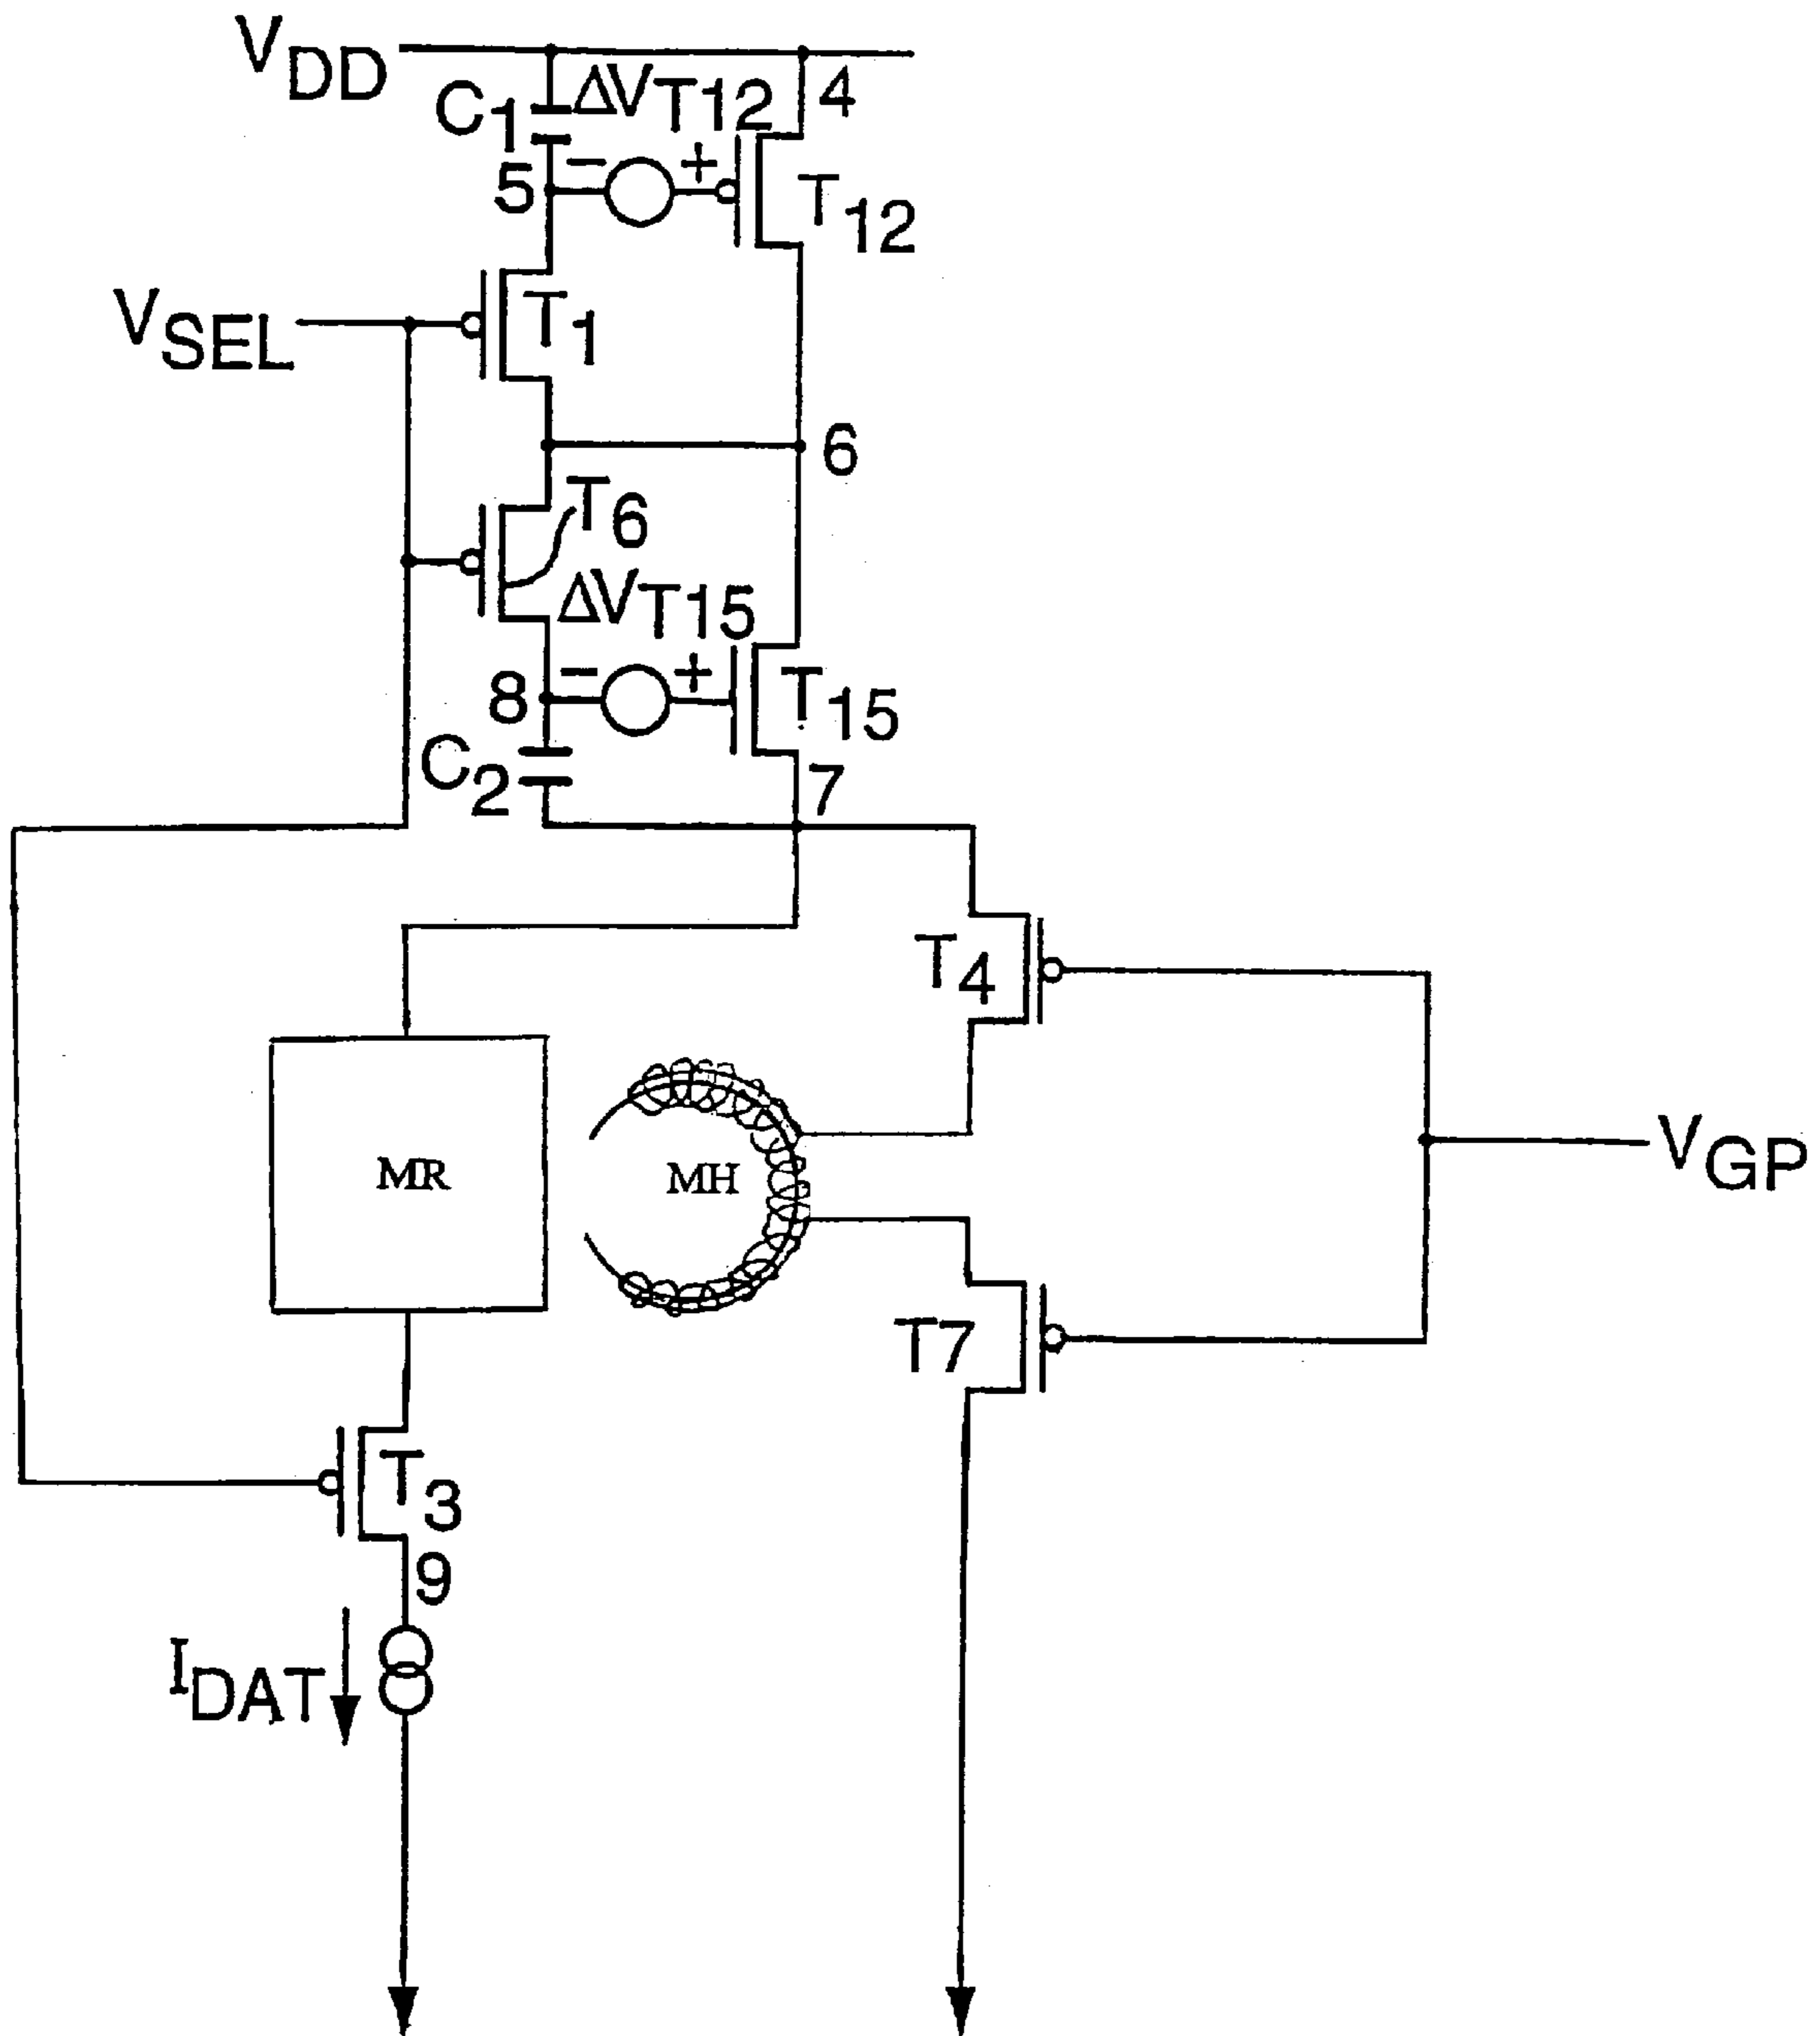 VDD
C1
ΔVT12
4
- +
5
T12
VSEL
T1
6
T6
ΔVT15
- +
8
T15
C2
7
T4
MR
MH
VGP
T7
T3
9
IDAT